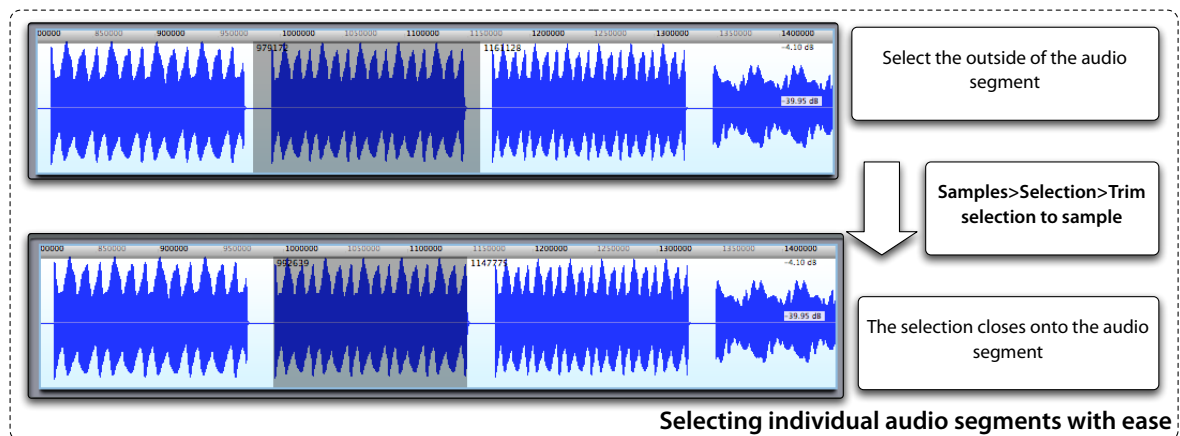 00000 850000 900000 950000 1000000 1050000 1100000 1150000 1200000 1250000 1300000 1350000 1400000
979172 1161128 -4.10 dB
-39.95 dB
Select the outside of the audio
segment
Samples>Selection>Trim
selection to sample
00000 850000 900000 950000 1000000 1050000 1100000 1150000 1200000 1250000 1300000 1350000 1400000
992639 -4.10 dB
-39.95 dB
The selection closes onto the audio
segment
Selecting individual audio segments with ease